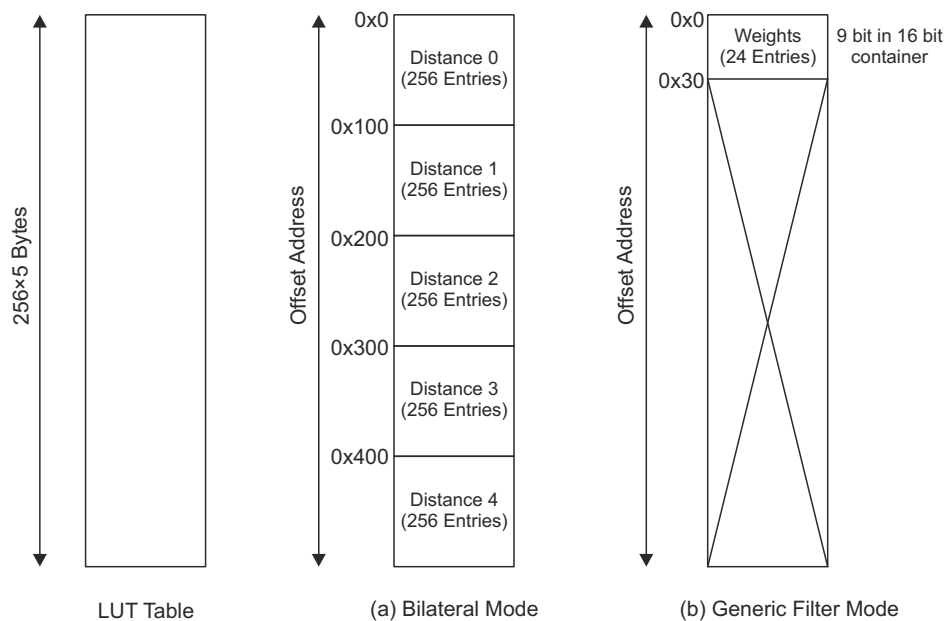 256×5 Bytes
LUT Table
Offset Address
0x0
Distance 0
(256 Entries)
0x100
Distance 1
(256 Entries)
0x200
Distance 2
(256 Entries)
0x300
Distance 3
(256 Entries)
0x400
Distance 4
(256 Entries)
(a) Bilateral Mode
Offset Address
0x0
Weights
(24 Entries)
9 bit in 16 bit
container
0x30
(b) Generic Filter Mode